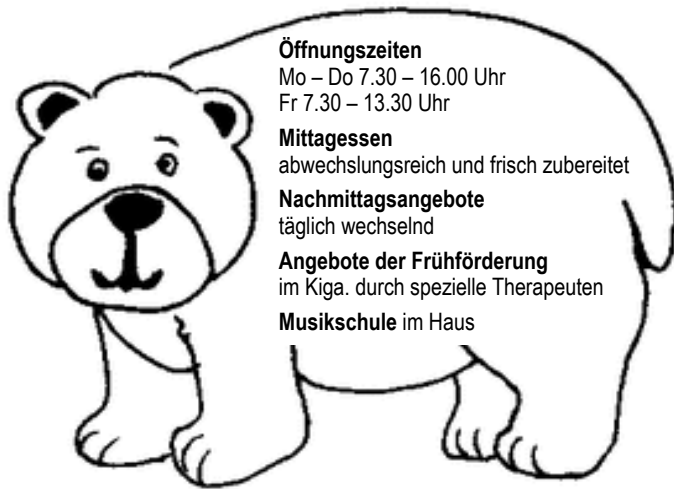 Öffnungszeiten
Mo – Do 7.30 – 16.00 Uhr
Fr 7.30 – 13.30 Uhr
Mittagessen
abwechslungsreich und frisch zubereitet
Nachmittagsangebote
täglich wechselnd
Angebote der Frühförderung
im Kiga. durch spezielle Therapeuten
Musikschule im Haus